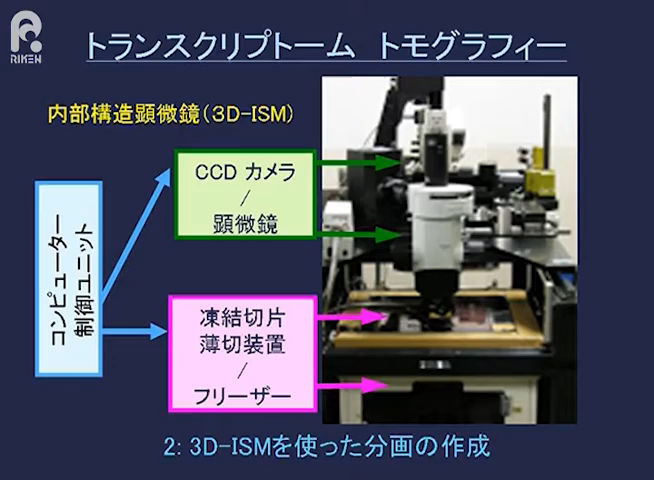 RIKEN
トランスクリプトーム トモグラフィー
内部構造顕微鏡(3D-ISM)
CCD カメラ
/
顕微鏡
コンピューター
制御ユニット
凍結切片
薄切装置
/
フリーザー
2: 3D-ISMを使った分画の作成